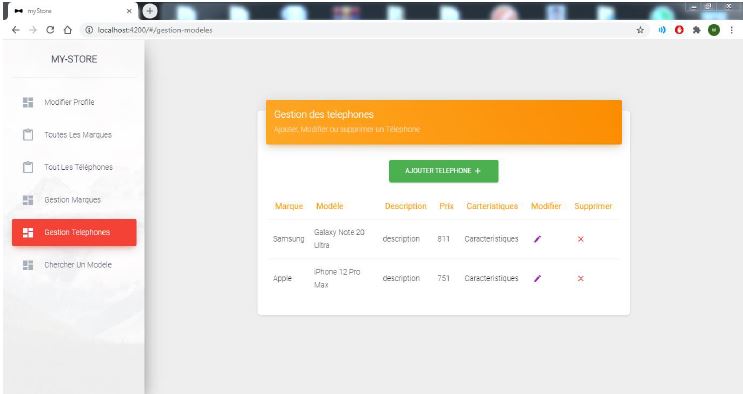 myStore
localhost:4200/#/gestion-modeles
MY-STORE
Modifier Profile
Toutes Les Marques
Tout Les Téléphones
Gestion Marques
Gestion Telephones
Chercher Un Modéle
Gestion des telephones
Ajouter, Modifier ou supprimer un Télephone
AJOUTER TELEPHONE +
Marque Modéle Description Prix Carteristiques Modifier Supprimer
Samsung Galaxy Note 20 description 811 Caracteristiques
Ultra
Apple iPhone 12 Pro description 751 Caracteristiques
Max